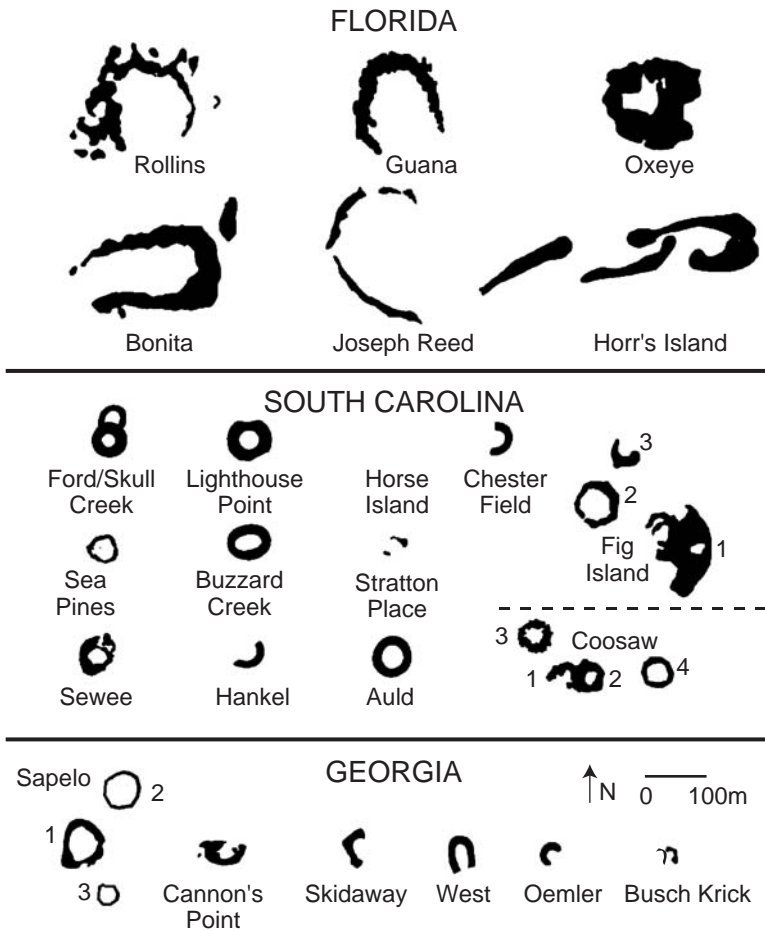 FLORIDA
Rollins
Guana
Oxeye
Bonita
Joseph Reed
Horr's Island
SOUTH CAROLINA
Ford/Skull
Creek
Lighthouse
Point
Horse
Island
Chester
Field
3
2
1
Fig
Island
Sea
Pines
Buzzard
Creek
Stratton
Place
Sewee
Hankel
Auld
Coosaw
3
1
2
4
GEORGIA
Sapelo
2
1
3
N
0 100m
Cannon's
Point
Skidaway
West
Oemler
Busch Krick